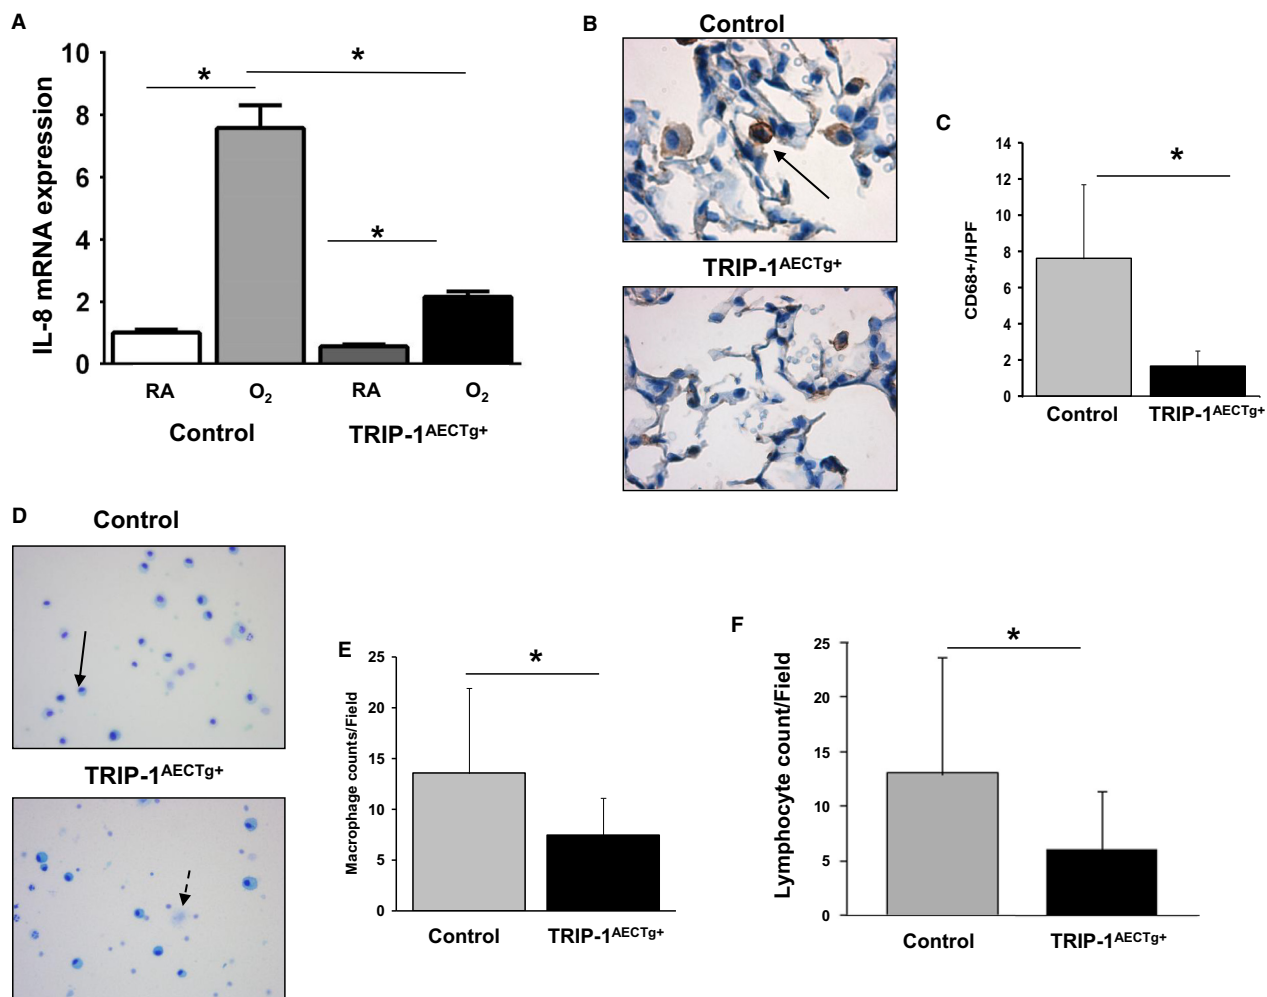 A
IL-8 mRNA expression
10
8
6
4
2
0
*
*
*
RA
O2
RA
O2
Control
TRIP-1AECTg+
B
Control
TRIP-1AECTg+
C
CD68+/HPF
14
12
10
8
6
4
2
0
*
Control
TRIP-1AECTg+
D
Control
TRIP-1AECTg+
E
Macrophage counts/Field
25
20
15
10
5
0
*
Control
TRIP-1AECTg+
F
Lymphocyte count/Field
25
20
15
10
5
0
*
Control
TRIP-1AECTg+